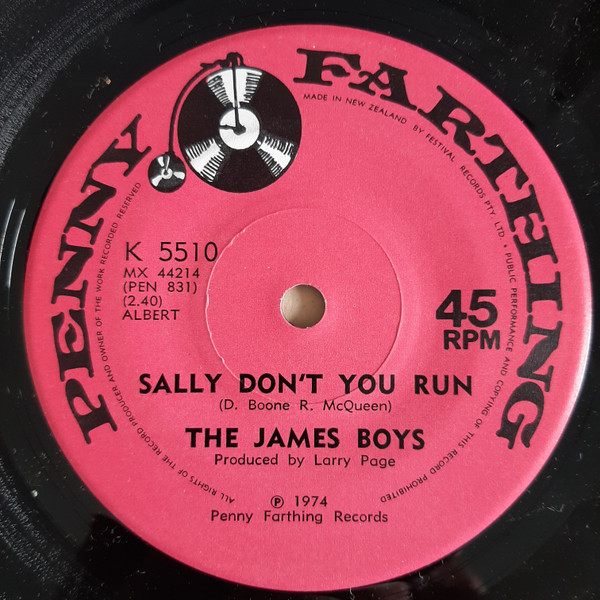 PENNY FARTHING
MADE IN NEW ZEALAND BY FESTIVAL RECORDS PTY. LTD. • PUBLIC PERFORMANCE AND COPYING OF THIS RECORD PROHIBITED
ALL RIGHTS OF THE RECORD PRODUCER AND OWNER OF THE WORK RECORDED RESERVED
K 5510
MX 44214
(PEN 831)
(2.40)
ALBERT
45
RPM
SALLY DON'T YOU RUN
(D. Boone R. McQueen)
THE JAMES BOYS
Produced by Larry Page
℗ 1974
Penny Farthing Records